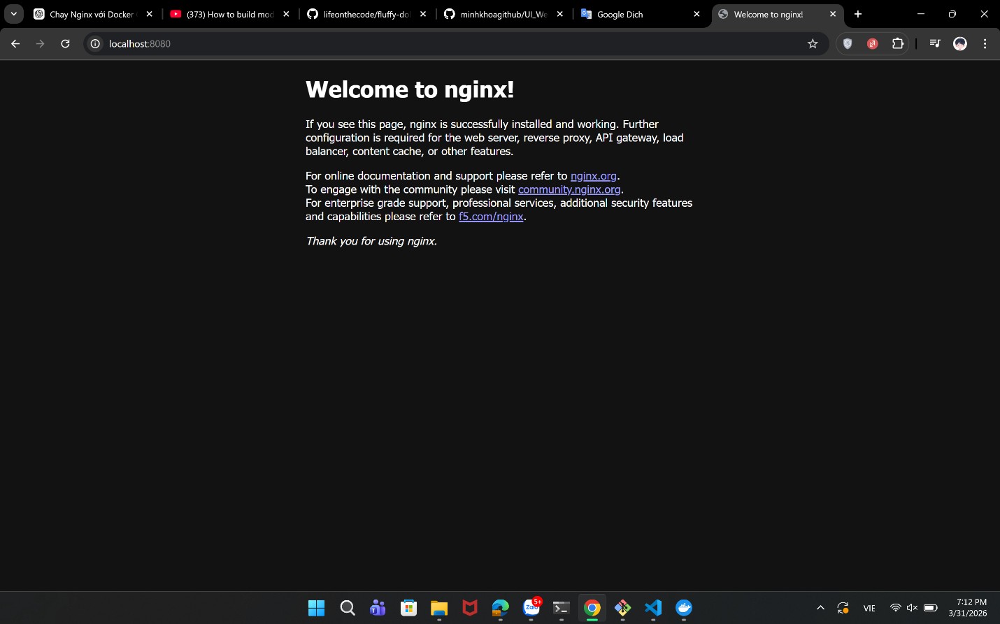 Chạy Nginx với Docker
(373) How to build mod
lifeonthecode/fluffy-dol
minhkhoagithub/UI_We
Google Dịch
Welcome to nginx!
localhost:8080
Welcome to nginx!
If you see this page, nginx is successfully installed and working. Further
configuration is required for the web server, reverse proxy, API gateway, load
balancer, content cache, or other features.
For online documentation and support please refer to nginx.org.
To engage with the community please visit community.nginx.org.
For enterprise grade support, professional services, additional security features
and capabilities please refer to f5.com/nginx.
Thank you for using nginx.
5+
Zalo
VIE
7:12 PM
3/31/2026